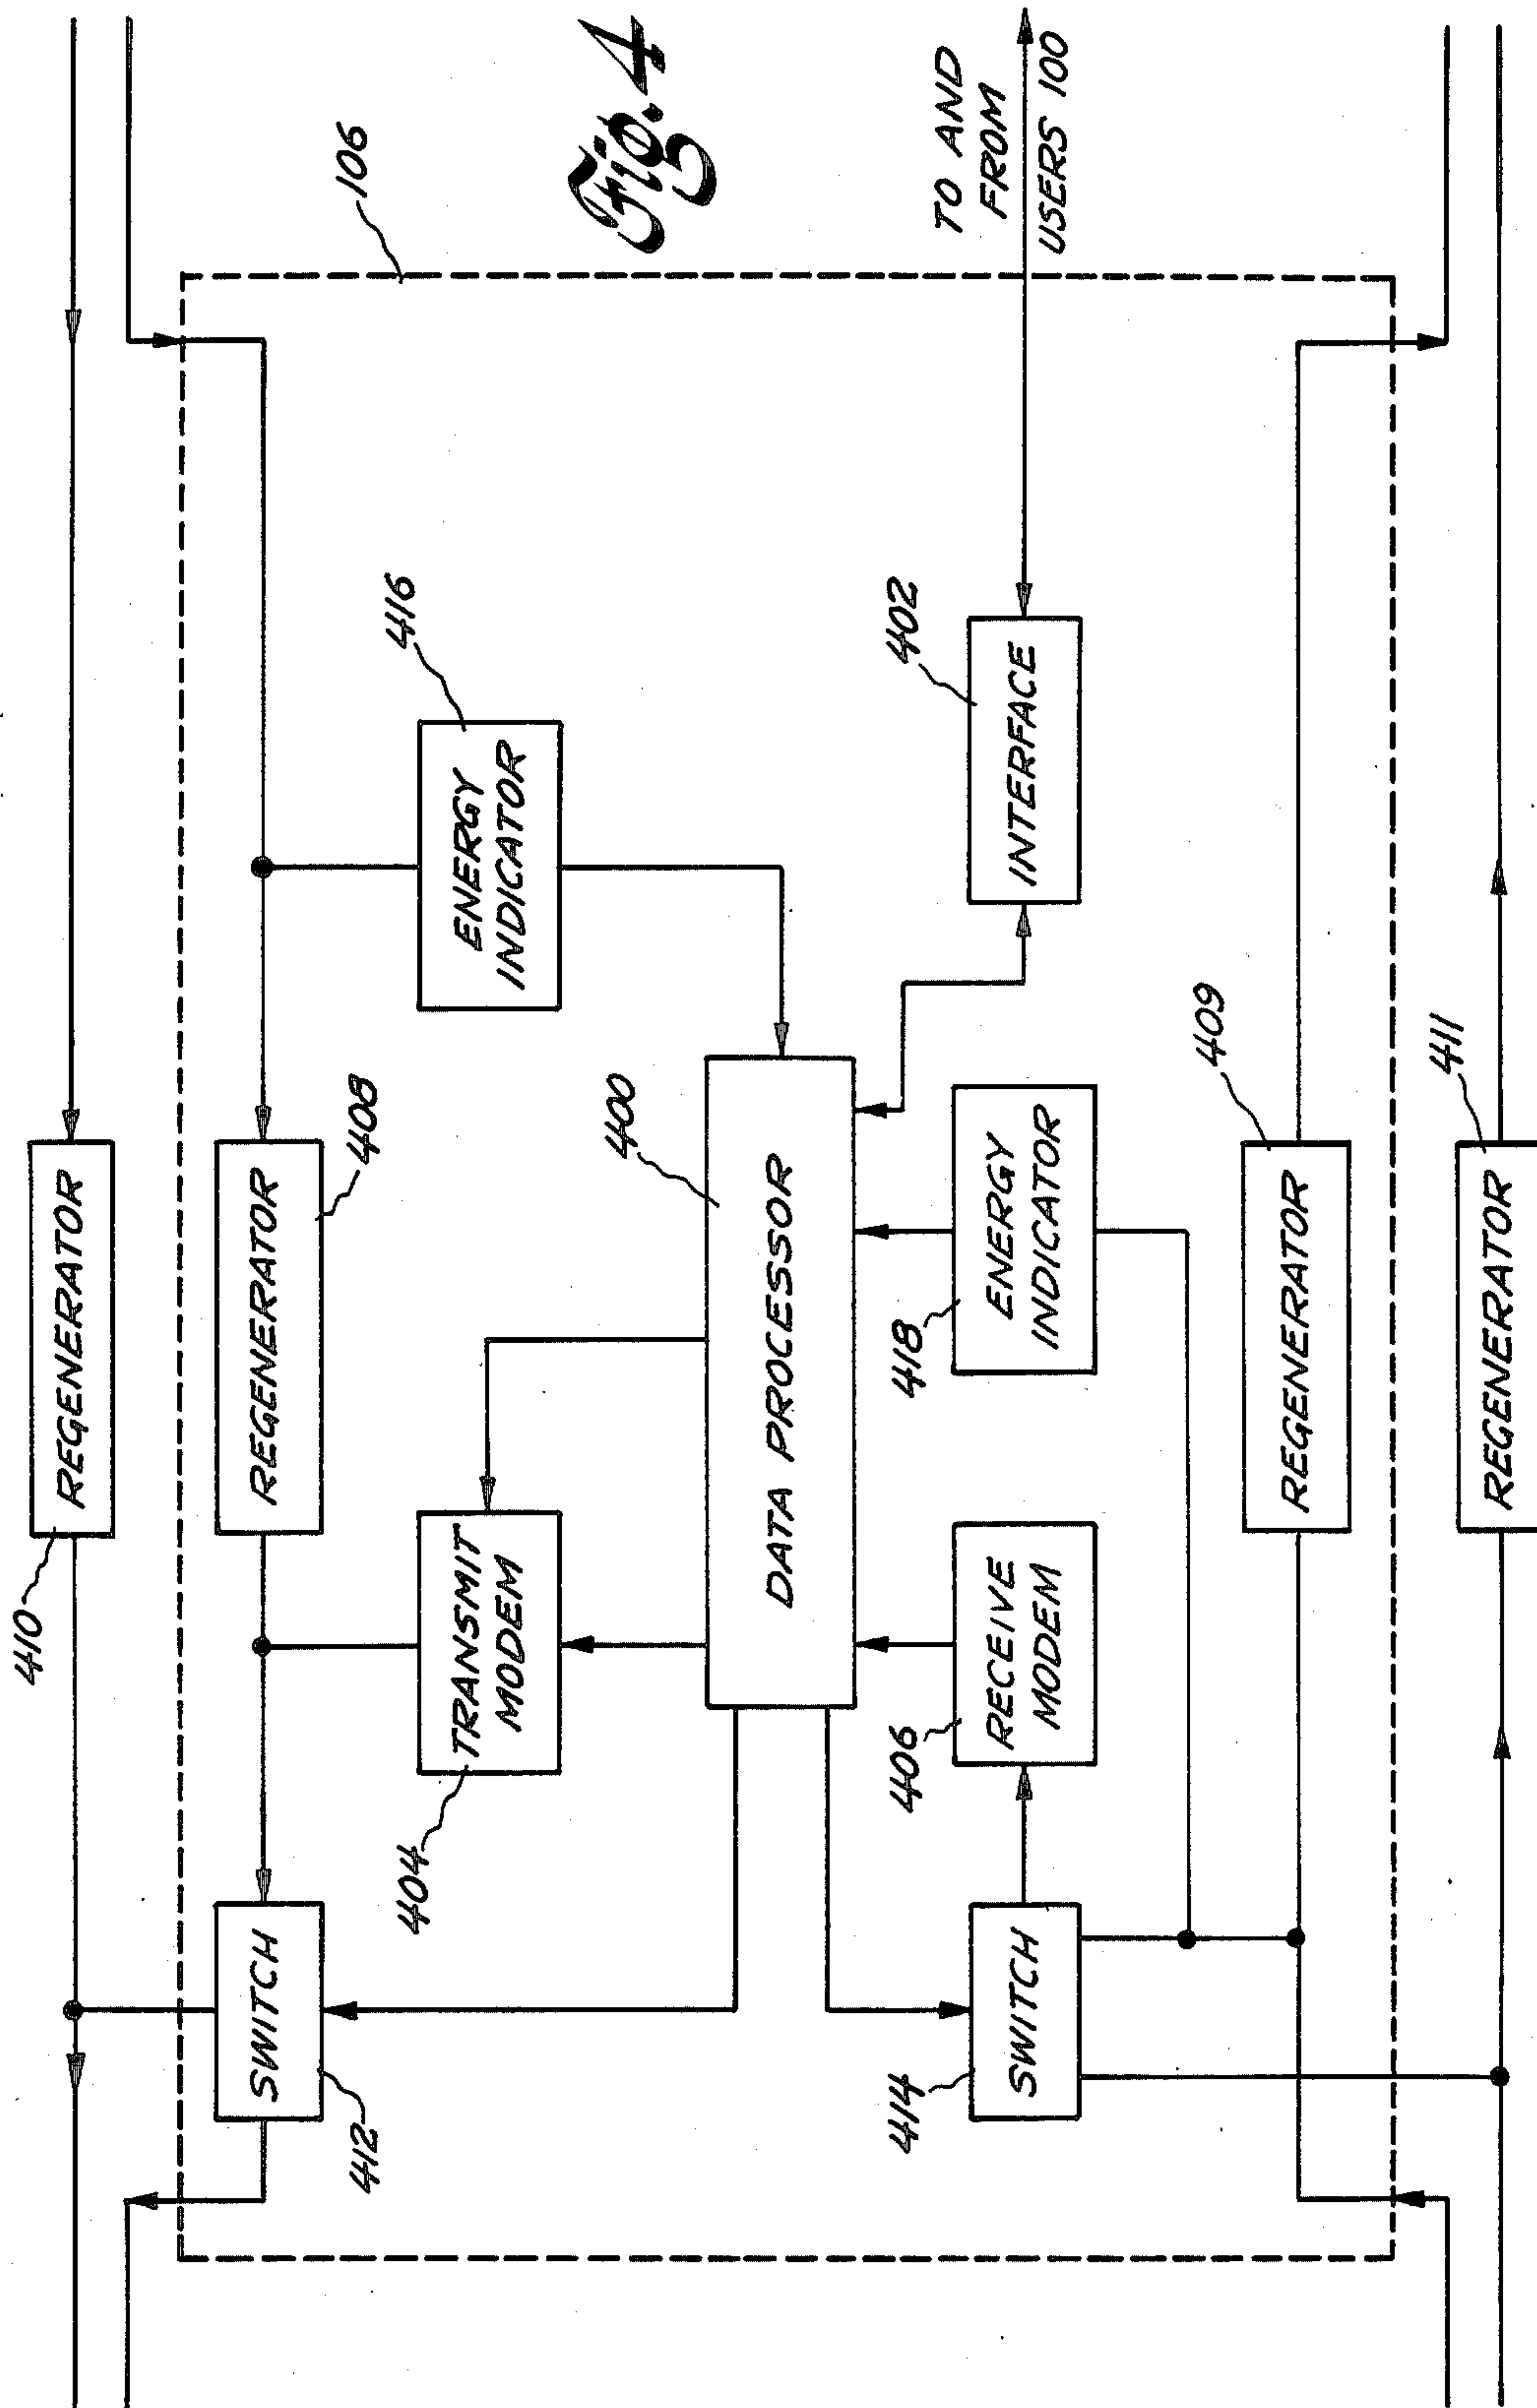 410
REGENERATOR
SWITCH
412
REGENERATOR
408
106
404
TRANSMIT
MODEM
416
ENERGY
INDICATOR
Fig. 4
400
DATA PROCESSOR
414
SWITCH
406
RECEIVE
MODEM
418
ENERGY
INDICATOR
402
INTERFACE
TO AND
FROM
USERS 100
409
REGENERATOR
411
REGENERATOR